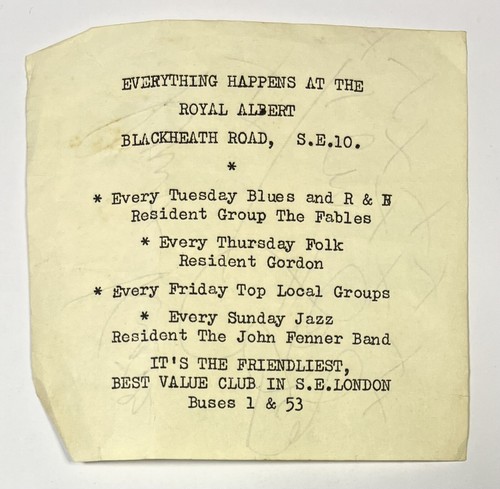 EVERYTHING HAPPENS AT THE
ROYAL ALBERT
BLACKHEATH ROAD, S.E.10.
*
* Every Tuesday Blues and R & B
Resident Group The Fables
* Every Thursday Folk
Resident Gordon
* Every Friday Top Local Groups
* Every Sunday Jazz
Resident The John Fenner Band
IT'S THE FRIENDLIEST,
BEST VALUE CLUB IN S.E.LONDON
Buses 1 & 53